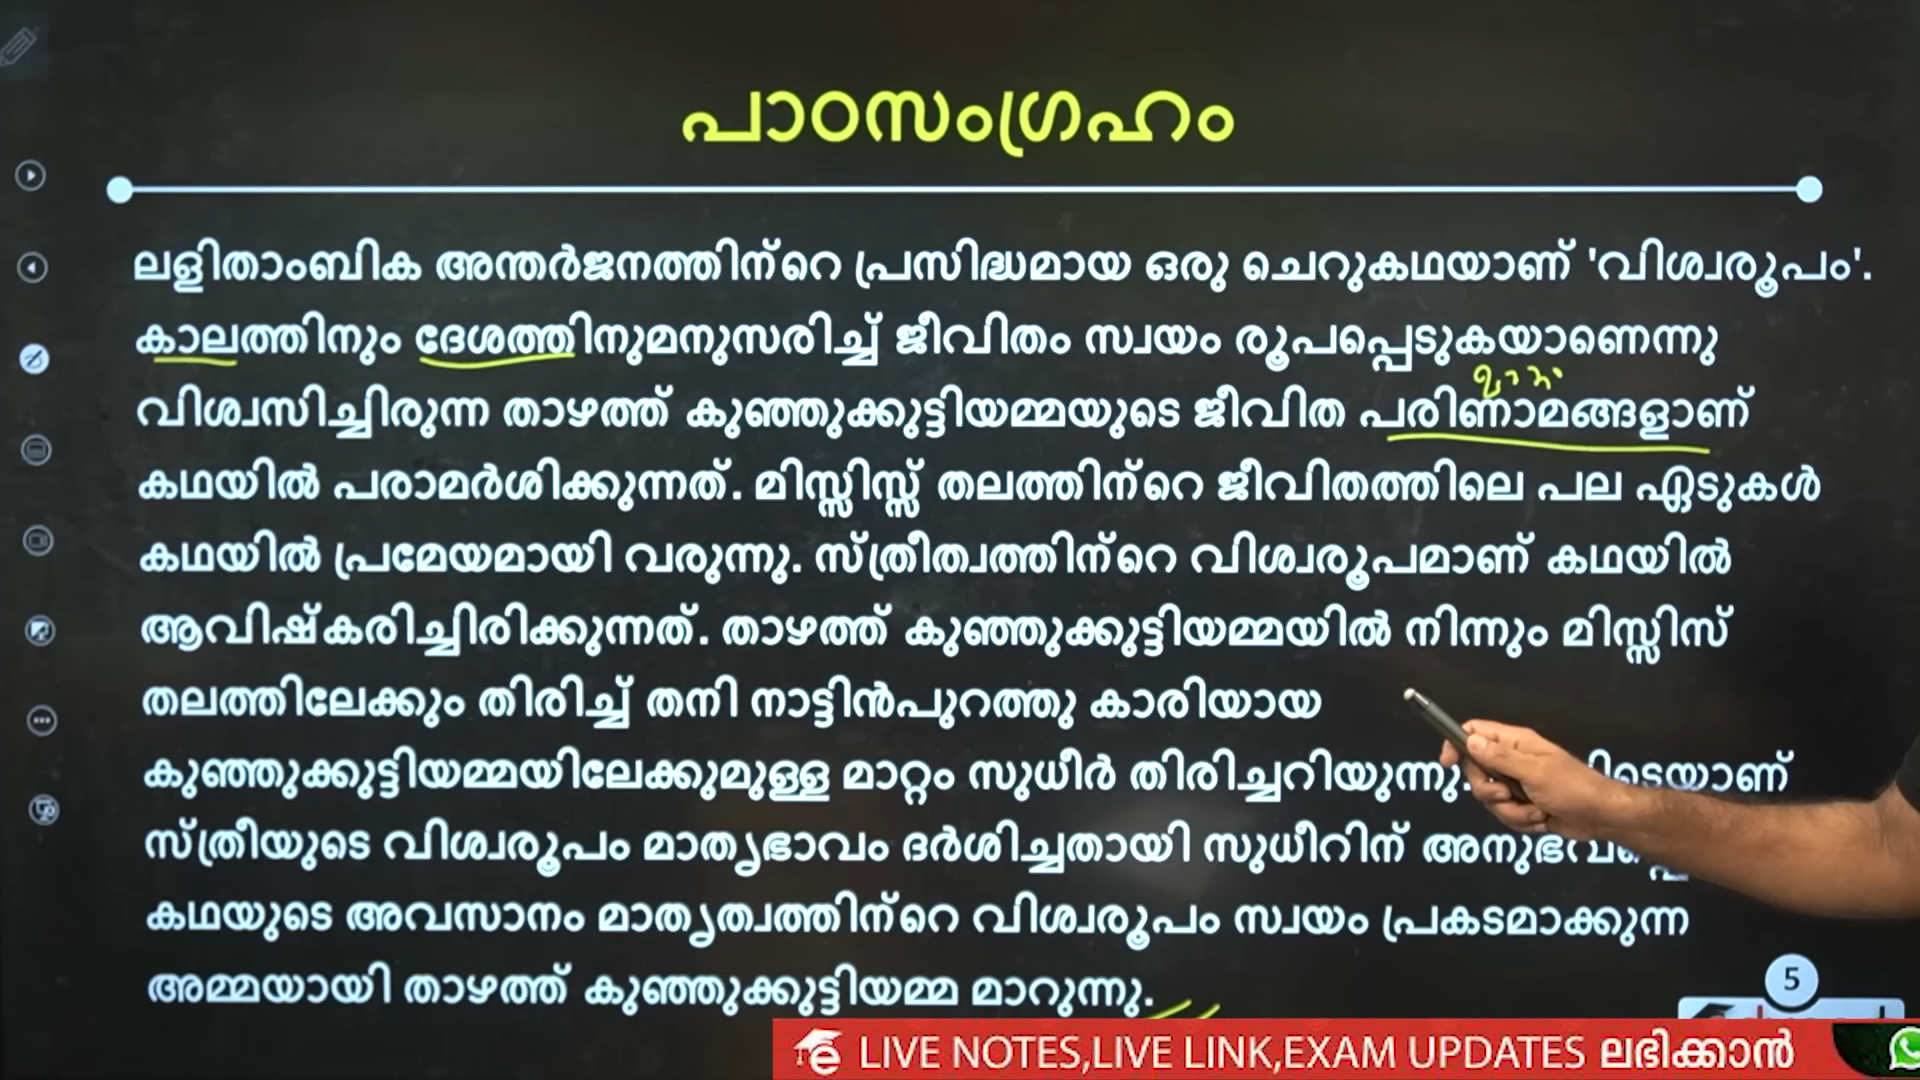 പാഠസംഗ്രഹം
ലളിതാംബിക അന്തർജനത്തിന്റെ പ്രസിദ്ധമായ ഒരു ചെറുകഥയാണ് 'വിശ്വരൂപം'.
കാലത്തിനും ദേശത്തിനുമനുസരിച്ച് ജീവിതം സ്വയം രൂപപ്പെടുകയാണെന്നു
വിശ്വസിച്ചിരുന്ന താഴത്ത് കുഞ്ഞുക്കുട്ടിയമ്മയുടെ ജീവിത പരിണാമങ്ങളാണ്
കഥയിൽ പരാമർശിക്കുന്നത്. മിസ്സിസ്സ് തലത്തിന്റെ ജീവിതത്തിലെ പല ഏടുകൾ
കഥയിൽ പ്രമേയമായി വരുന്നു. സ്ത്രീത്വത്തിന്റെ വിശ്വരൂപമാണ് കഥയിൽ
ആവിഷ്കരിച്ചിരിക്കുന്നത്. താഴത്ത് കുഞ്ഞുക്കുട്ടിയമ്മയിൽ നിന്നും മിസ്സിസ്
തലത്തിലേക്കും തിരിച്ച് തനി നാട്ടിൻപുറത്തു കാരിയായ
കുഞ്ഞുക്കുട്ടിയമ്മയിലേക്കുമുള്ള മാറ്റം സുധീർ തിരിച്ചറിയുന്നു.
സ്ത്രീയുടെ വിശ്വരൂപം മാതൃഭാവം ദർശിച്ചതായി സുധീറിന്
കഥയുടെ അവസാനം മാതൃത്വത്തിന്റെ വിശ്വരൂപം സ്വയം പ്രകടമാക്കുന്ന
അമ്മയായി താഴത്ത് കുഞ്ഞുക്കുട്ടിയമ്മ മാറുന്നു.
5
LIVE NOTES,LIVE LINK,EXAM UPDATES ലഭിക്കാൻ